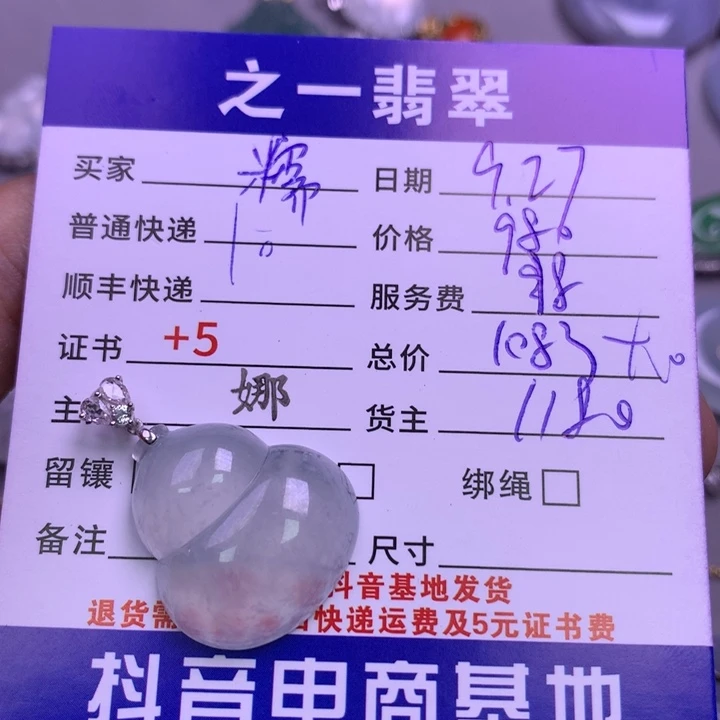 之一翡翠
买家 糯 日期 9.27
普通快递 价格 980
顺丰快递 服务费 98
证书 +5 总价 1083
主 娜 货主
留镶 绑绳
备注 尺寸
抖音基地发货
退货需 快递运费及5元证书费
抖音电商基地